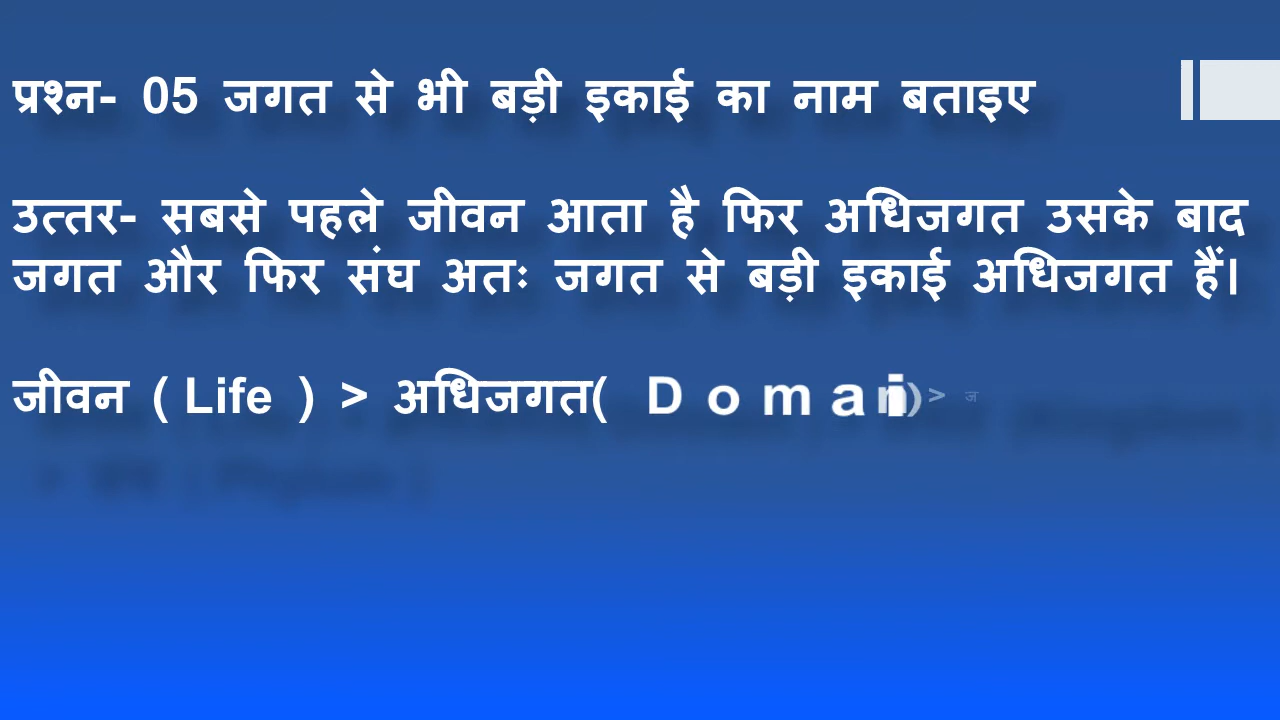 प्रश्न- 05 जगत से भी बड़ी इकाई का नाम बताइए
उत्तर- सबसे पहले जीवन आता है फिर अधिजगत उसके बाद
जगत और फिर संघ अतः जगत से बड़ी इकाई अधिजगत हैं।
जीवन ( Life ) > अधिजगत( Domain) >